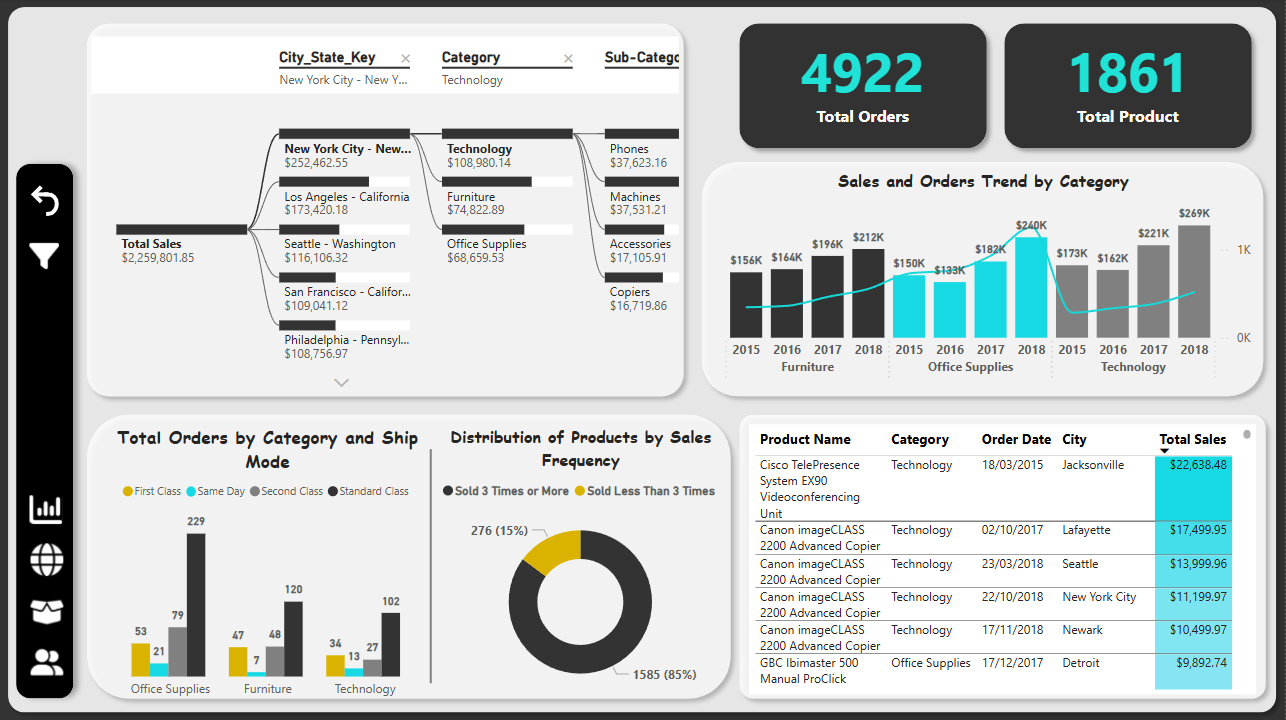 City_State_Key ×
New York City - New Y...
Category ×
Technology
Sub-Catego
Total Sales
$2,259,801.85
New York City - New...
$252,462.55
Los Angeles - California
$173,420.18
Seattle - Washington
$116,106.32
San Francisco - Califor...
$109,041.12
Philadelphia - Pennsyl...
$108,756.97
Technology
$108,980.14
Furniture
$74,822.89
Office Supplies
$68,659.53
Phones
$37,623.16
Machines
$37,531.21
Accessories
$17,105.91
Copiers
$16,719.86
4922
Total Orders
1861
Total Product
Sales and Orders Trend by Category
$156K $164K $196K $212K $150K $133K $182K $240K $173K $162K $221K $269K
1K
0K
2015 2016 2017 2018 2015 2016 2017 2018 2015 2016 2017 2018
Furniture Office Supplies Technology
Total Orders by Category and Ship
Mode
First Class Same Day Second Class Standard Class
53 21 79 229
47 7 48 120
34 13 27 102
Office Supplies Furniture Technology
Distribution of Products by Sales
Frequency
Sold 3 Times or More Sold Less Than 3 Times
276 (15%)
1585 (85%)
Product Name Category Order Date City Total Sales
Cisco TelePresence Technology 18/03/2015 Jacksonville $22,638.48
System EX90
Videoconferencing
Unit
Canon imageCLASS Technology 02/10/2017 Lafayette $17,499.95
2200 Advanced Copier
Canon imageCLASS Technology 23/03/2018 Seattle $13,999.96
2200 Advanced Copier
Canon imageCLASS Technology 22/10/2018 New York City $11,199.97
2200 Advanced Copier
Canon imageCLASS Technology 17/11/2018 Newark $10,499.97
2200 Advanced Copier
GBC Ibimaster 500 Office Supplies 17/12/2017 Detroit $9,892.74
Manual ProClick